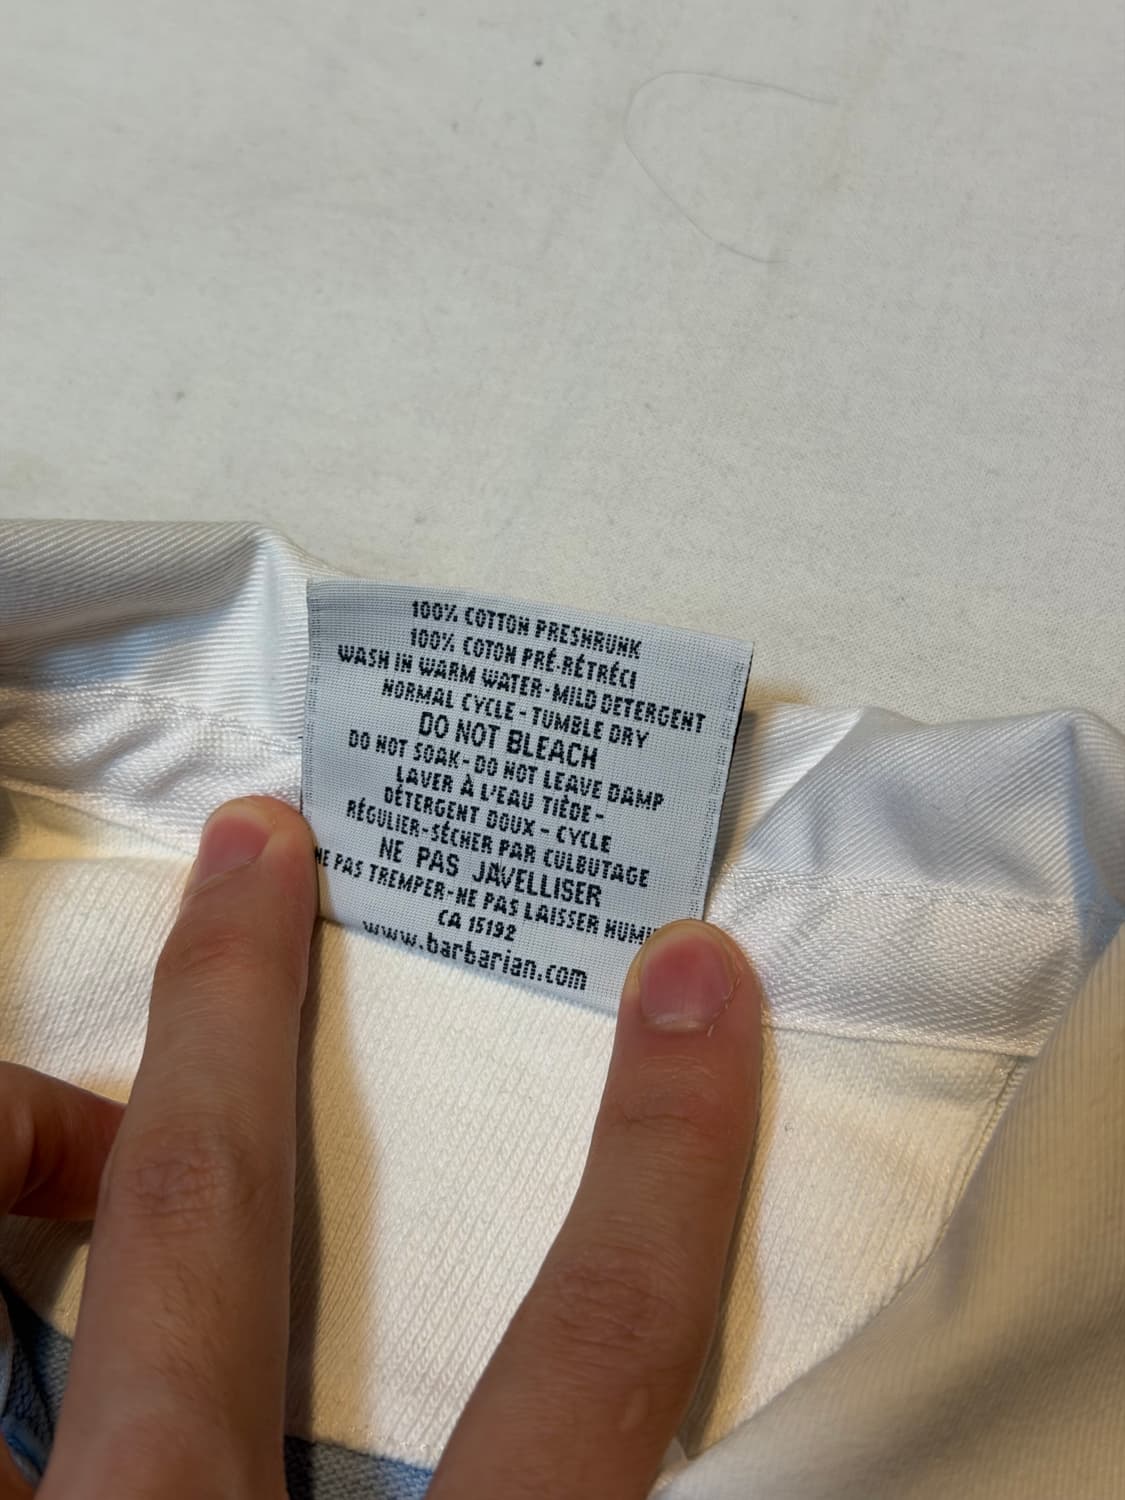 100% COTTON PRESHRUNK
100% COTON PRÉ-RÉTRÉCI
WASH IN WARM WATER-MILD DETERGENT
NORMAL CYCLE - TUMBLE DRY
DO NOT BLEACH
DO NOT SOAK - DO NOT LEAVE DAMP
LAVER À L'EAU TIÈDE -
DÉTERGENT DOUX - CYCLE
RÉGULIER-SÉCHER PAR CULBUTAGE
NE PAS JAVELLISER
NE PAS TREMPER-NE PAS LAISSER
CA 15192
www.barbarian.com